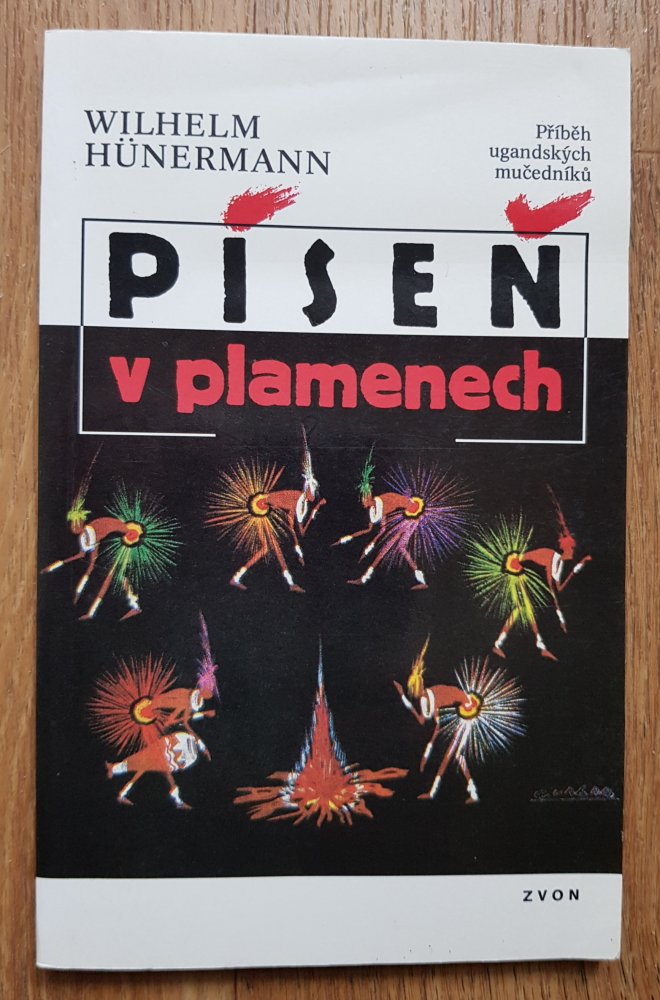 WILHELM
HÜNERMANN
Příběh
ugandských
mučedníků
PÍSEŇ
v plamenech
ZVON